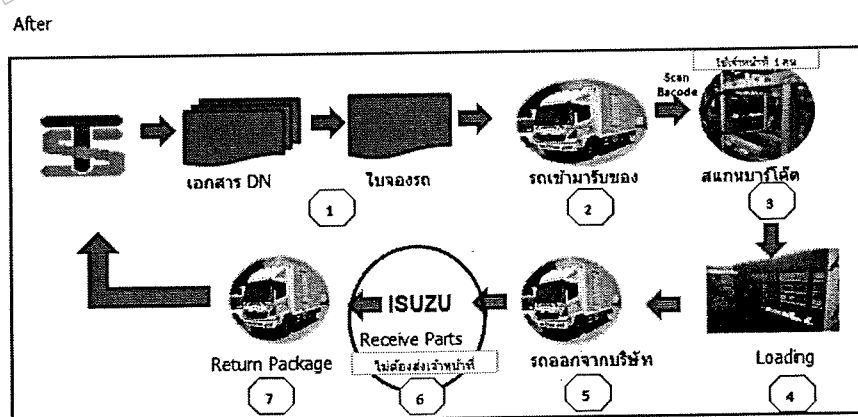 After
ใช้เจ้าหน้าที่ 1 คน
Scan
Bacode
เอกสาร DN
ใบจองรถ
รถเข้ามารับของ
สแกนบาร์โค๊ต
1
2
3
ISUZU
Receive Parts
Return Package
ไม่ต้องส่งเจ้าหน้าที่
รถออกจากบริษัท
Loading
7
6
5
4